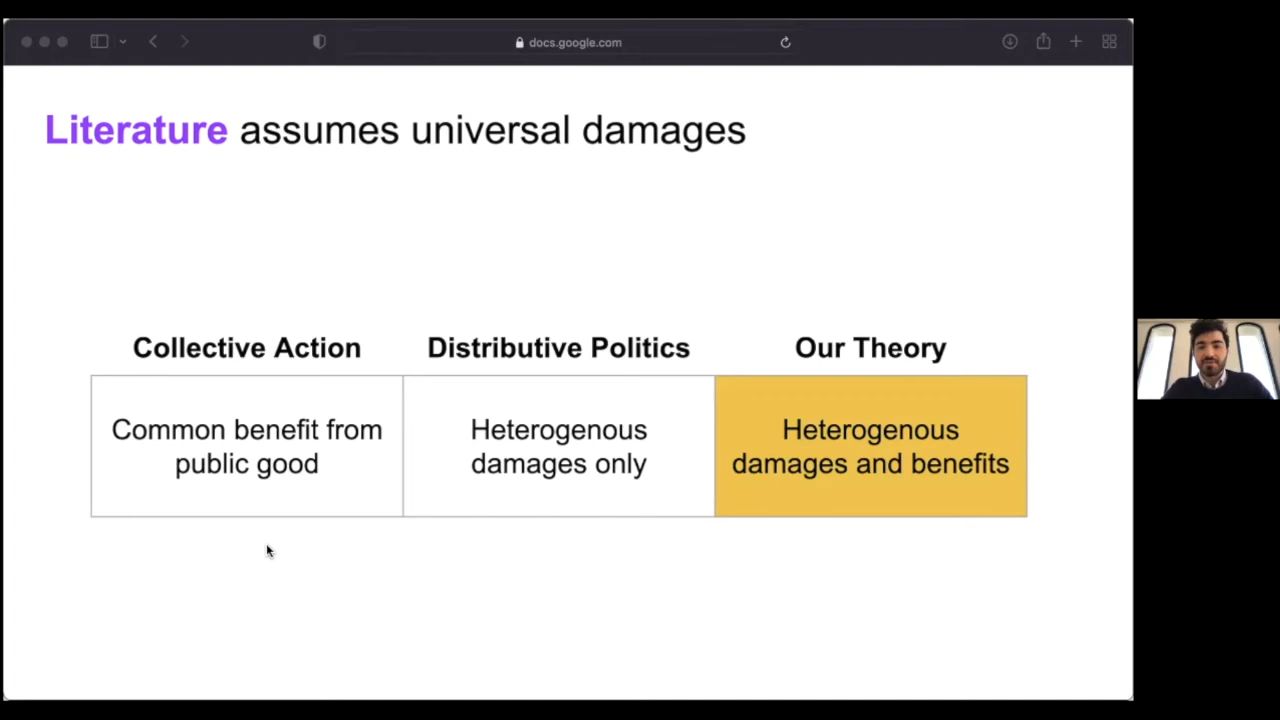 docs.google.com
Literature assumes universal damages
Collective Action
Distributive Politics
Our Theory
Common benefit from
public good
Heterogenous
damages only
Heterogenous
damages and benefits